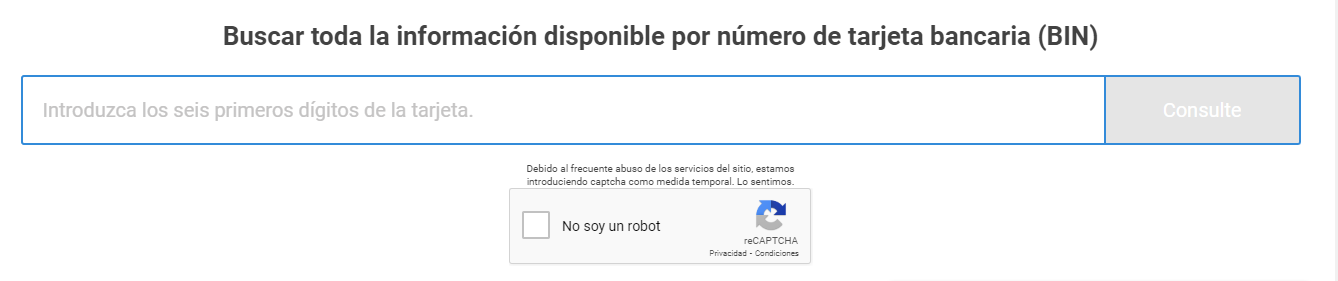 Buscar toda la información disponible por número de tarjeta bancaria (BIN)
Introduzca los seis primeros dígitos de la tarjeta.
Consulte
Debido al frecuente abuso de los servicios del sitio, estamos
introduciendo captcha como medida temporal. Lo sentimos.
No soy un robot
reCAPTCHA
Privacidad - Condiciones